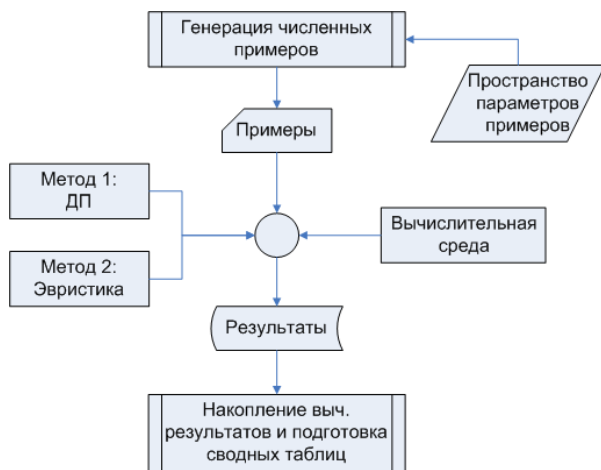 Генерация численных
примеров
Пространство
параметров
примеров
Примеры
Метод 1:
ДП
Вычислительная
среда
Метод 2:
Эвристика
Результаты
Накопление выч.
результатов и подготовка
сводных таблиц